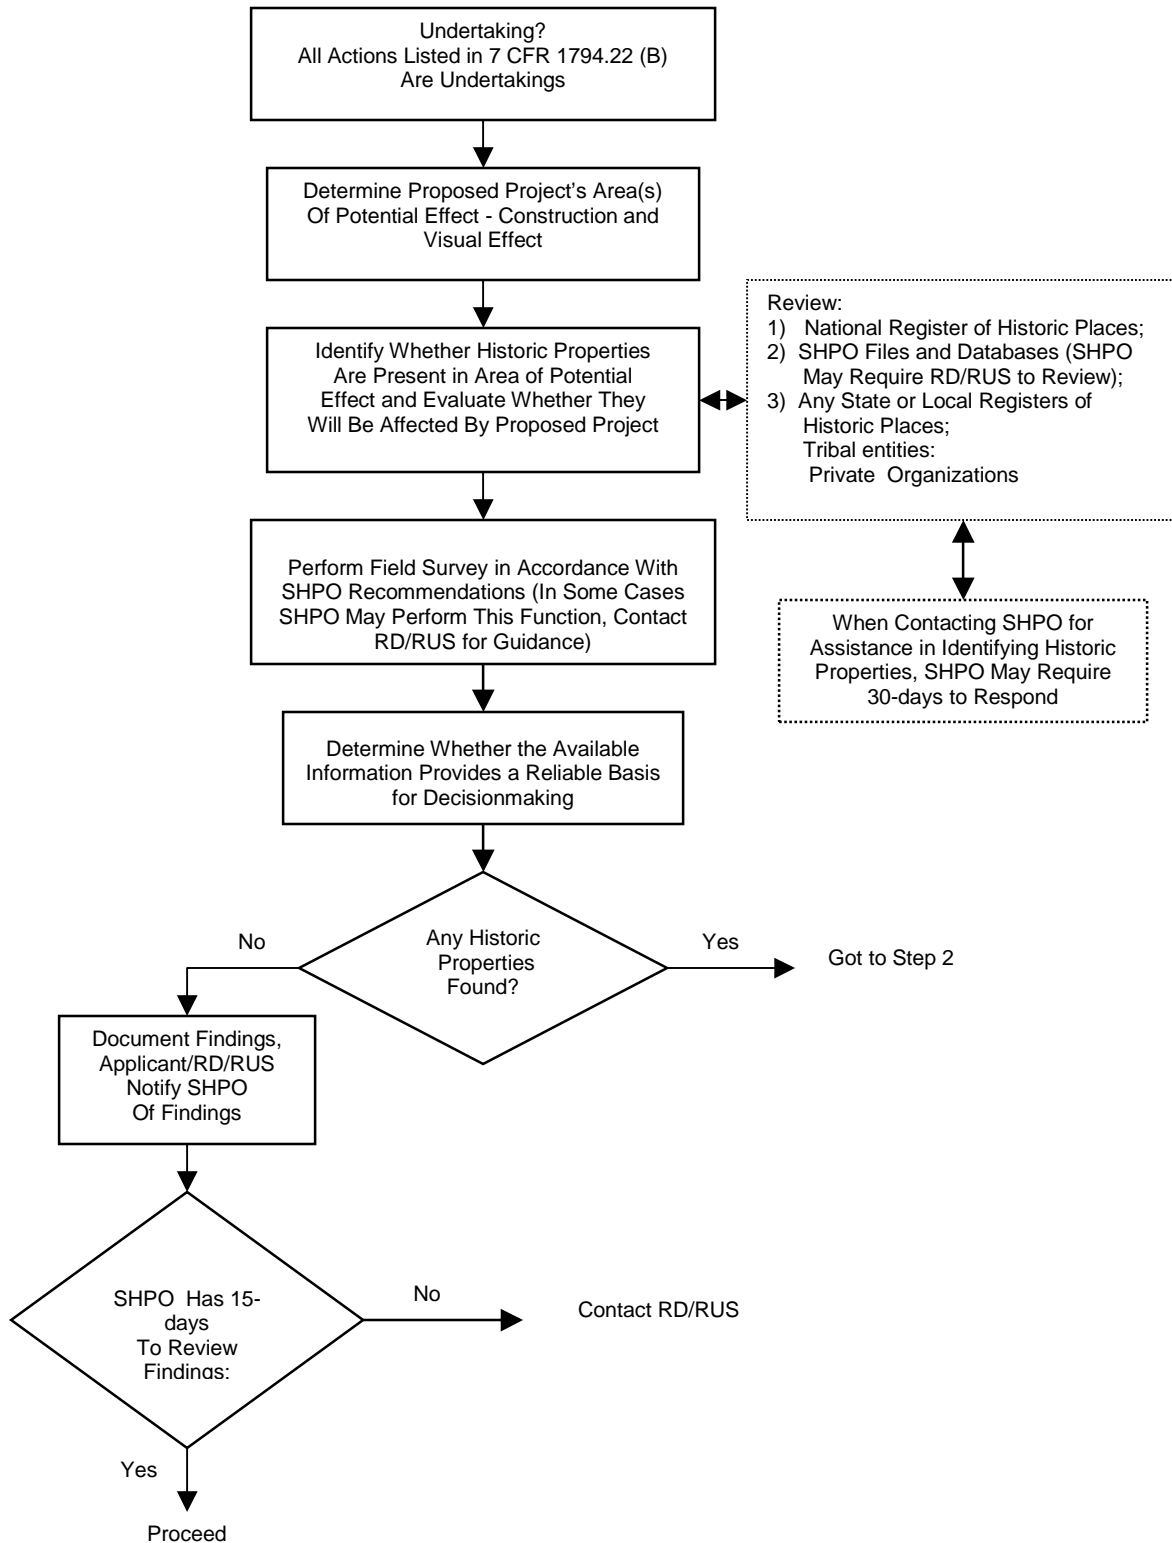 Undertaking?
All Actions Listed in 7 CFR 1794.22 (B)
Are Undertakings
Determine Proposed Project’s Area(s)
Of Potential Effect - Construction and
Visual Effect
Identify Whether Historic Properties
Are Present in Area of Potential
Effect and Evaluate Whether They
Will Be Affected By Proposed Project
Review:
1) National Register of Historic Places;
2) SHPO Files and Databases (SHPO
May Require RD/RUS to Review);
3) Any State or Local Registers of
Historic Places;
Tribal entities:
Private Organizations
Perform Field Survey in Accordance With
SHPO Recommendations (In Some Cases
SHPO May Perform This Function, Contact
RD/RUS for Guidance)
When Contacting SHPO for
Assistance in Identifying Historic
Properties, SHPO May Require
30-days to Respond
Determine Whether the Available
Information Provides a Reliable Basis
for Decisionmaking
Any Historic
Properties
Found?
No
Yes
Got to Step 2
Document Findings,
Applicant/RD/RUS
Notify SHPO
Of Findings
SHPO Has 15-
days
To Review
Findings:
No
Contact RD/RUS
Yes
Proceed